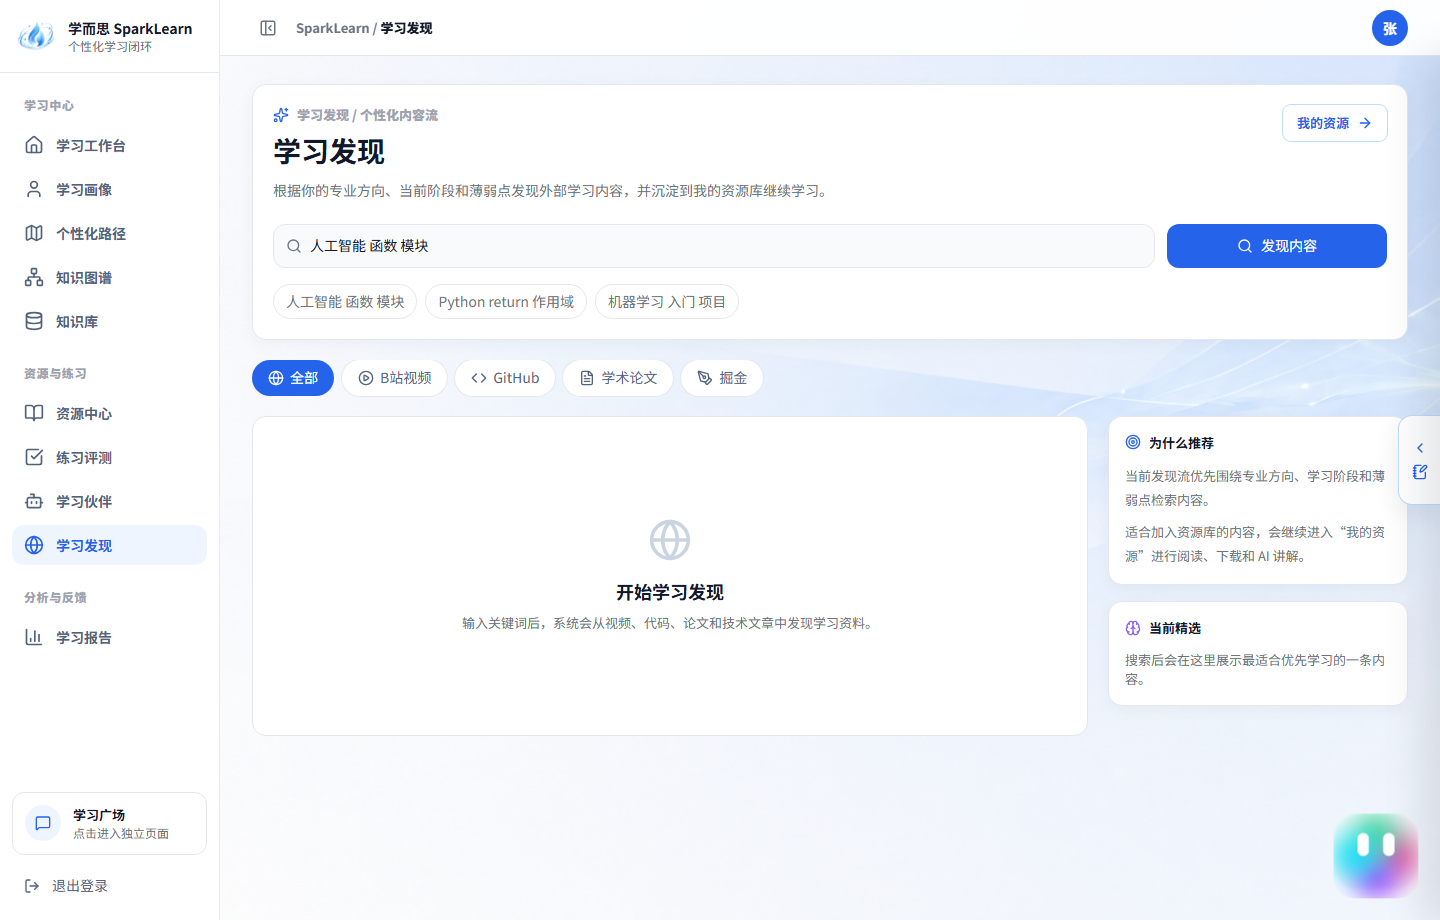 学而思 SparkLearn
个性化学习闭环
SparkLearn / 学习发现
张
学习中心
学习工作台
学习画像
个性化路径
知识图谱
知识库
资源与练习
资源中心
练习评测
学习伙伴
学习发现
分析与反馈
学习报告
学习广场
点击进入独立页面
退出登录
学习发现 / 个性化内容流
我的资源
学习发现
根据你的专业方向、当前阶段和薄弱点发现外部学习内容，并沉淀到我的资源库继续学习。
人工智能 函数 模块
发现内容
人工智能 函数 模块
Python return 作用域
机器学习 入门 项目
全部
B站视频
GitHub
学术论文
掘金
开始学习发现
输入关键词后，系统会从视频、代码、论文和技术文章中发现学习资料。
为什么推荐
当前发现流优先围绕专业方向、学习阶段和薄
弱点检索内容。
适合加入资源库的内容，会继续进入“我的资
源”进行阅读、下载和 AI 讲解。
当前精选
搜索后会在这里展示最适合优先学习的一条内
容。